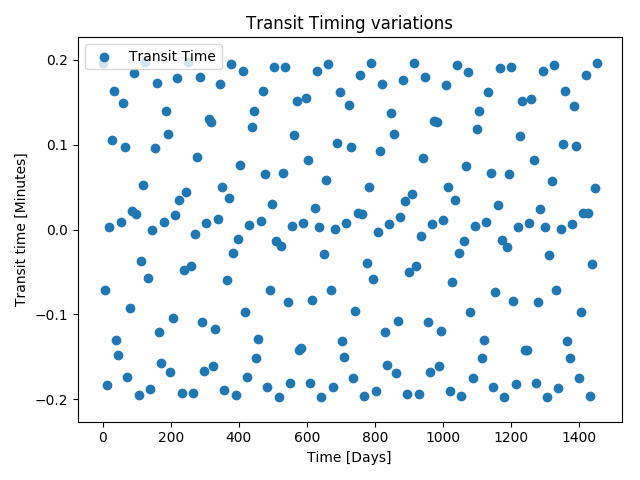 Transit Timing variations
Transit Time
0.2
0.1
0.0
−0.1
−0.2
Transit time [Minutes]
0 200 400 600 800 1000 1200 1400
Time [Days]